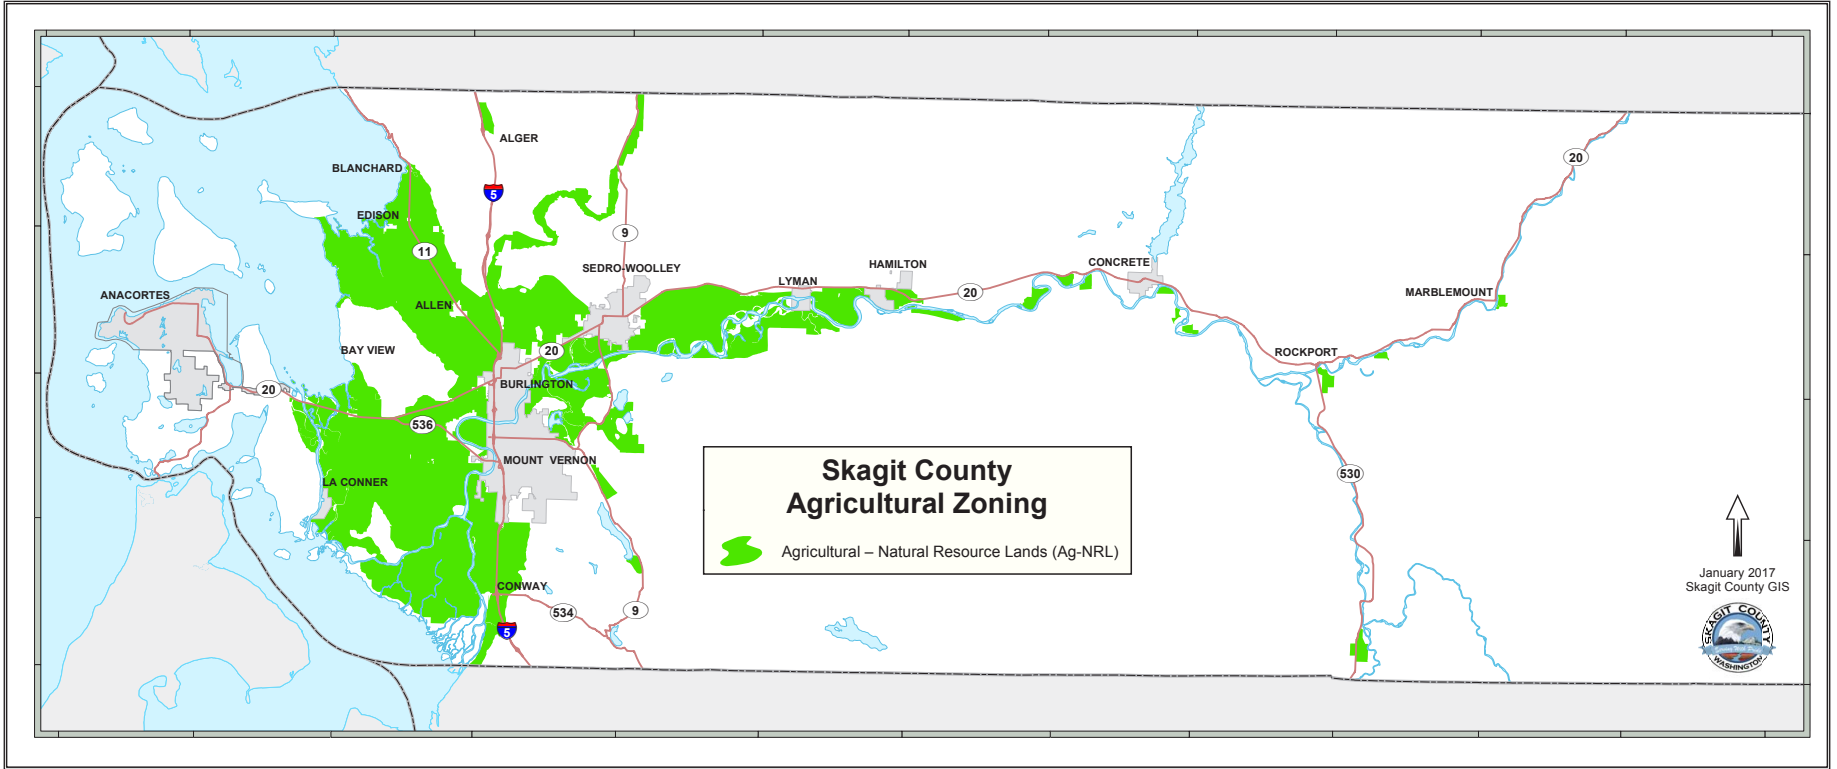 ALGER
BLANCHARD
5
20
EDISON
9
11
SEDRO-WOOLLEY
HAMILTON
CONCRETE
LYMAN
20
MARBLEMOUNT
ANACORTES
ALLEN
BAY VIEW
20
ROCKPORT
20
BURLINGTON
536
MOUNT VERNON
LA CONNER
530
Skagit County
Agricultural Zoning
Agricultural – Natural Resource Lands (Ag-NRL)
CONWAY
534
9
5
January 2017
Skagit County GIS
SKAGIT COUNTY
WASHINGTON